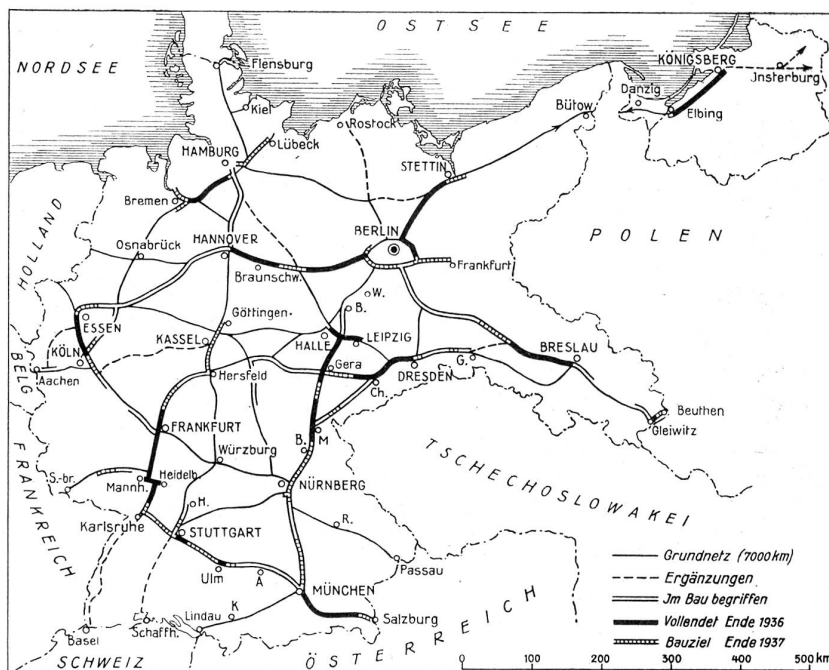 OSTSEE
NORDSEE
Flensburg
KÖNIGSBERG
Jnsterburg
Danzig
Kiel
Elbing
Bütow
Rostock
HAMBURG
Lübeck
STETTIN
Bremen
HOLLAND
BERLIN
POLEN
Osnabrück
HANNOVER
Frankfurt
Braunschw.
W.
B.
Göttingen
ESSEN
KASSEL
HALLE
LEIPZIG
BRESLAU
KÖLN
BELG
Gera
DRESDEN
G.
Aachen
Hersfeld
Ch.
Beuthen
Gleiwitz
FRANKFURT
M
B.
TSCHECHOSLOWAKEI
FRANKREICH
Würzburg
S.-br.
Mannh.
Heidelb.
NÜRNBERG
H.
Karlsruhe
STUTTGART
R.
Passau
Ulm
A
MÜNCHEN
K
Lindau
Salzburg
Basel
Schaffh.
SCHWEIZ
ÖSTERREICH
Grundnetz (7000 km)
Ergänzungen
Jm Bau begriffen
Vollendet Ende 1936
Bauziel Ende 1937
0 100 200 300 400 500 km